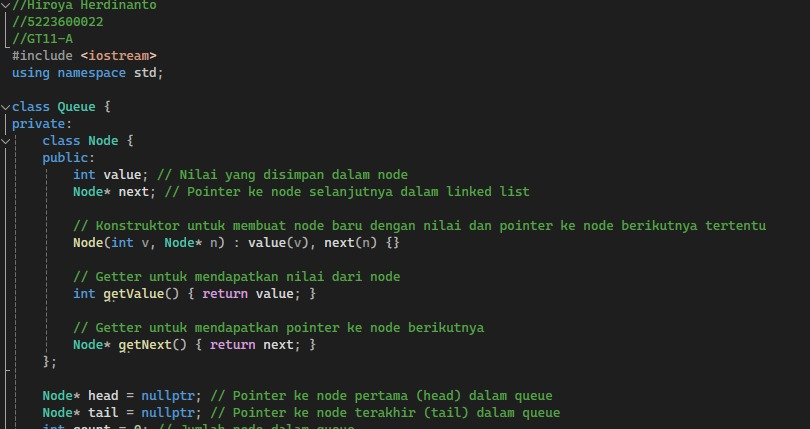 //Hiroya Herdinanto
//5223600022
//GT11-A
#include <iostream>
using namespace std;
class Queue {
private:
class Node {
public:
int value; // Nilai yang disimpan dalam node
Node* next; // Pointer ke node selanjutnya dalam linked list
// Konstruktor untuk membuat node baru dengan nilai dan pointer ke node berikutnya tertentu
Node(int v, Node* n) : value(v), next(n) {}
// Getter untuk mendapatkan nilai dari node
int getValue() { return value; }
// Getter untuk mendapatkan pointer ke node berikutnya
Node* getNext() { return next; }
};
Node* head = nullptr; // Pointer ke node pertama (head) dalam queue
Node* tail = nullptr; // Pointer ke node terakhir (tail) dalam queue
int count = 0; // Jumlah node dalam queue